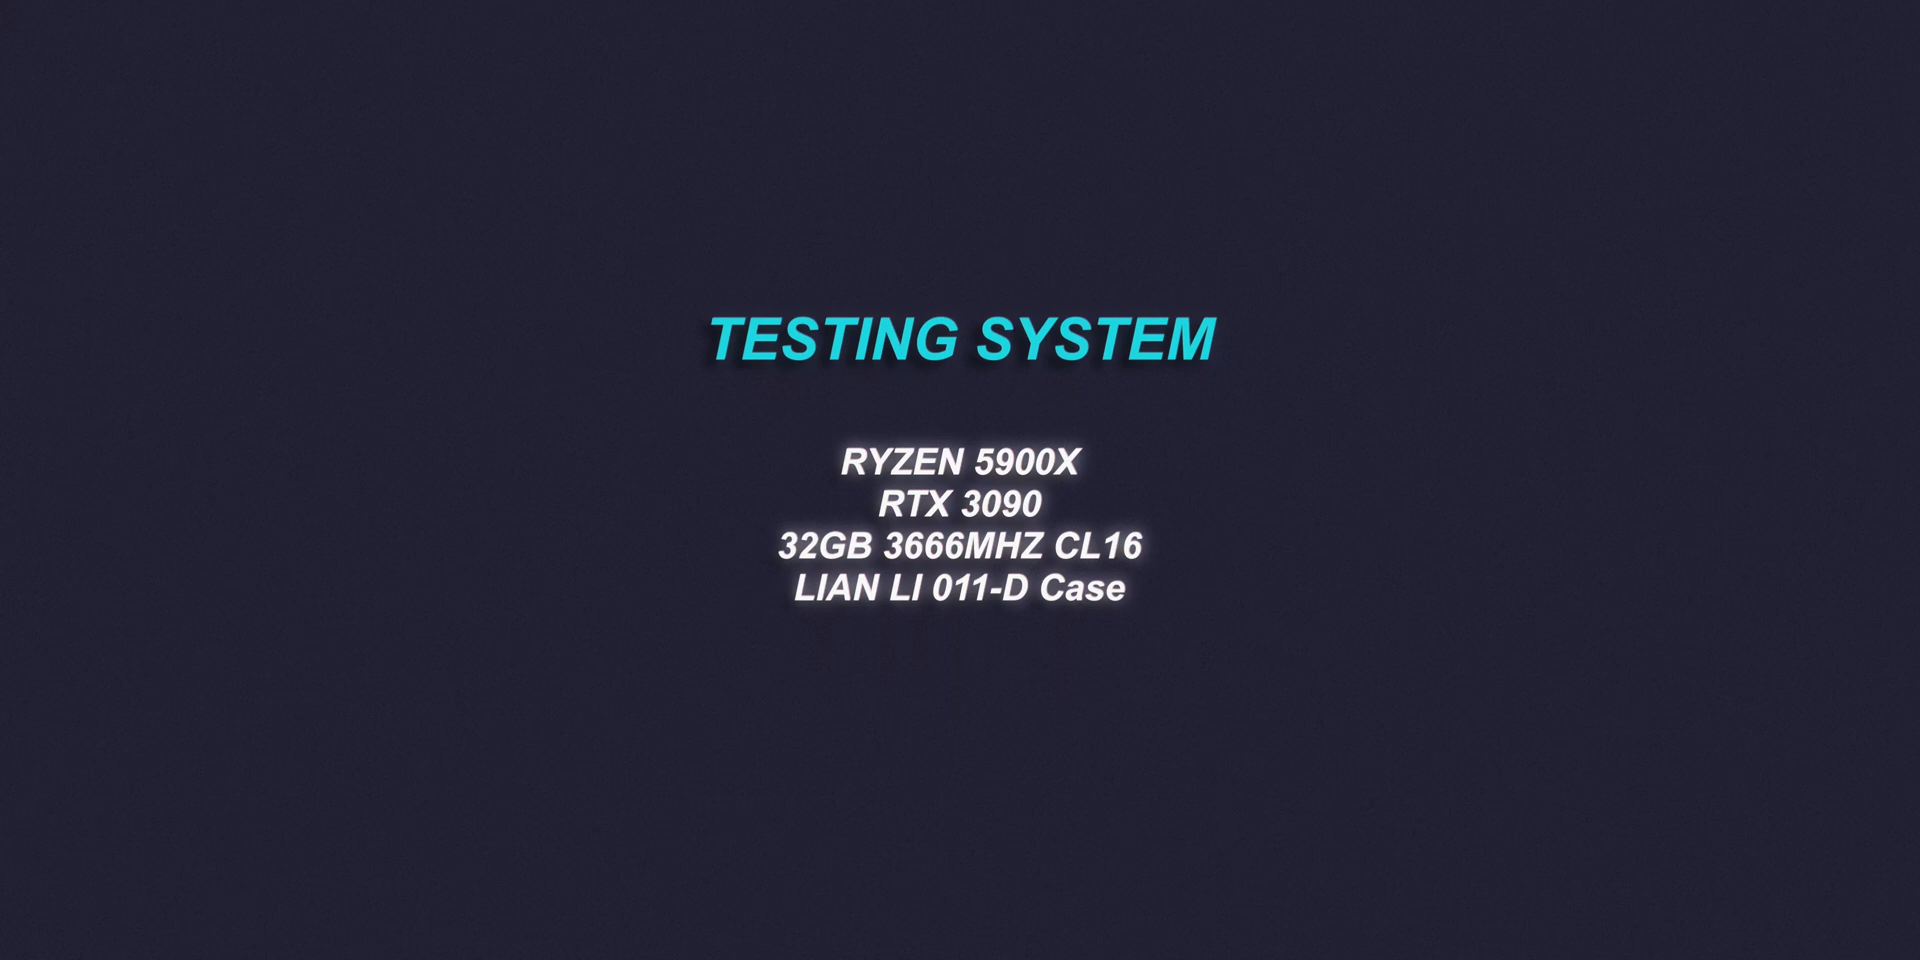 TESTING SYSTEM
RYZEN 5900X
RTX 3090
32GB 3666MHZ CL16
LIAN LI 011-D Case